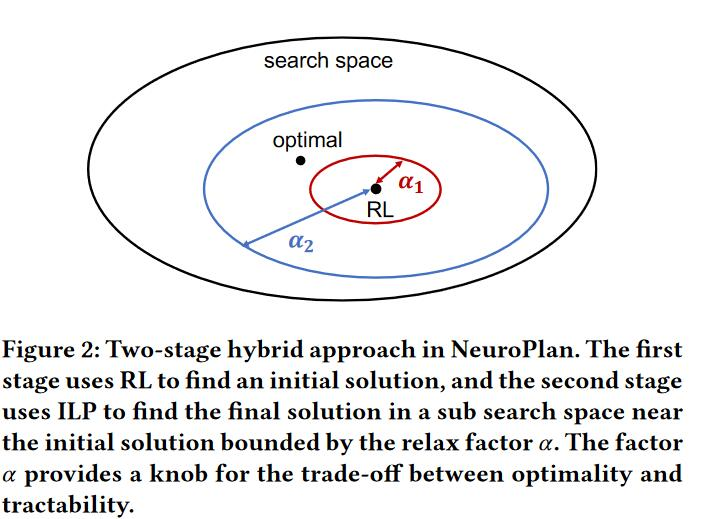 search space
optimal
α1
RL
α2
Figure 2: Two-stage hybrid approach in NeuroPlan. The first
stage uses RL to find an initial solution, and the second stage
uses ILP to find the final solution in a sub search space near
the initial solution bounded by the relax factor α. The factor
α provides a knob for the trade-off between optimality and
tractability.